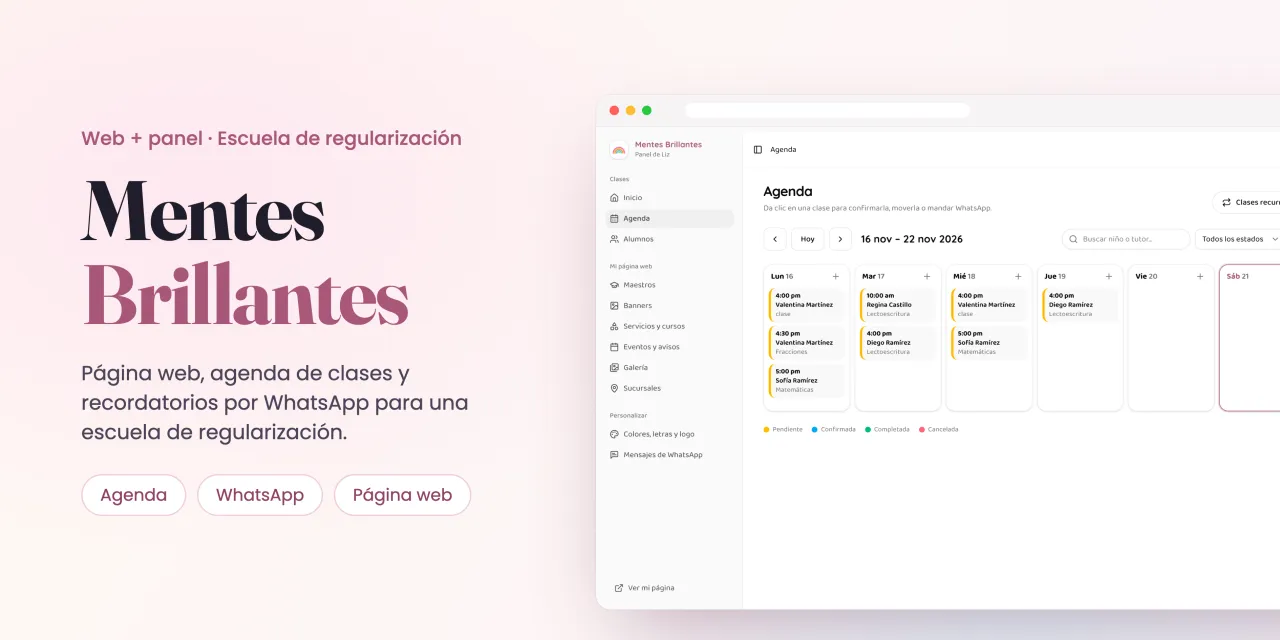 Web + panel · Escuela de regularización
Mentes
Brillantes
Página web, agenda de clases y
recordatorios por WhatsApp para una
escuela de regularización.
Agenda
WhatsApp
Página web
Mentes Brillantes
Panel de Liz
Clases
Inicio
Agenda
Alumnos
Mi página web
Maestros
Banners
Servicios y cursos
Eventos y avisos
Galería
Sucursales
Personalizar
Colores, letras y logo
Mensajes de WhatsApp
Ver mi página
Agenda
Agenda
Da clic en una clase para confirmarla, moverla o mandar WhatsApp.
Clases recur
Hoy
16 nov – 22 nov 2026
Buscar niño o tutor...
Todos los estados
Lun 16
4:00 pm
Valentina Martínez
clase
4:30 pm
Valentina Martínez
Fracciones
5:00 pm
Sofía Ramírez
Matemáticas
Mar 17
10:00 am
Regina Castillo
Lectoescritura
4:00 pm
Diego Ramírez
Lectoescritura
Mié 18
4:00 pm
Valentina Martínez
clase
5:00 pm
Sofía Ramírez
Matemáticas
Jue 19
4:00 pm
Diego Ramírez
Lectoescritura
Vie 20
Sáb 21
Pendiente
Confirmada
Completada
Cancelada